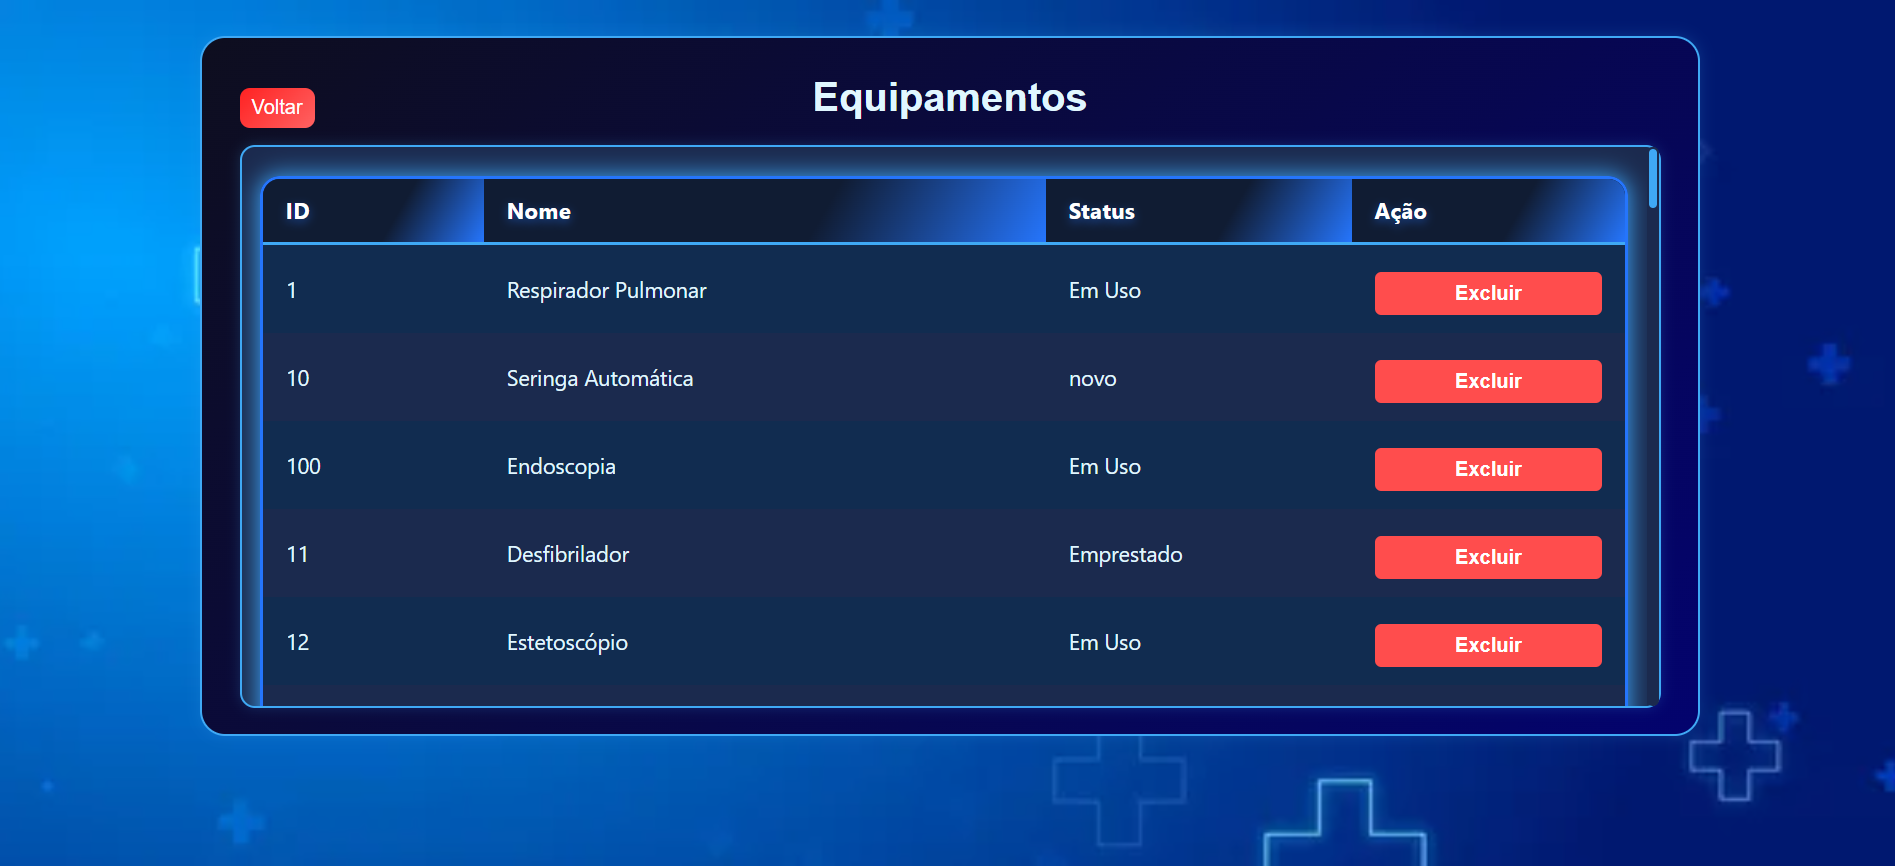 Voltar
Equipamentos
ID Nome Status Ação
1 Respirador Pulmonar Em Uso Excluir
10 Seringa Automática novo Excluir
100 Endoscopia Em Uso Excluir
11 Desfibrilador Emprestado Excluir
12 Estetoscópio Em Uso Excluir